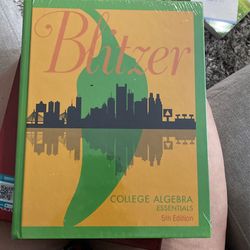 Blitzer
COLLEGE ALGEBRA
ESSENTIALS
5th Edition